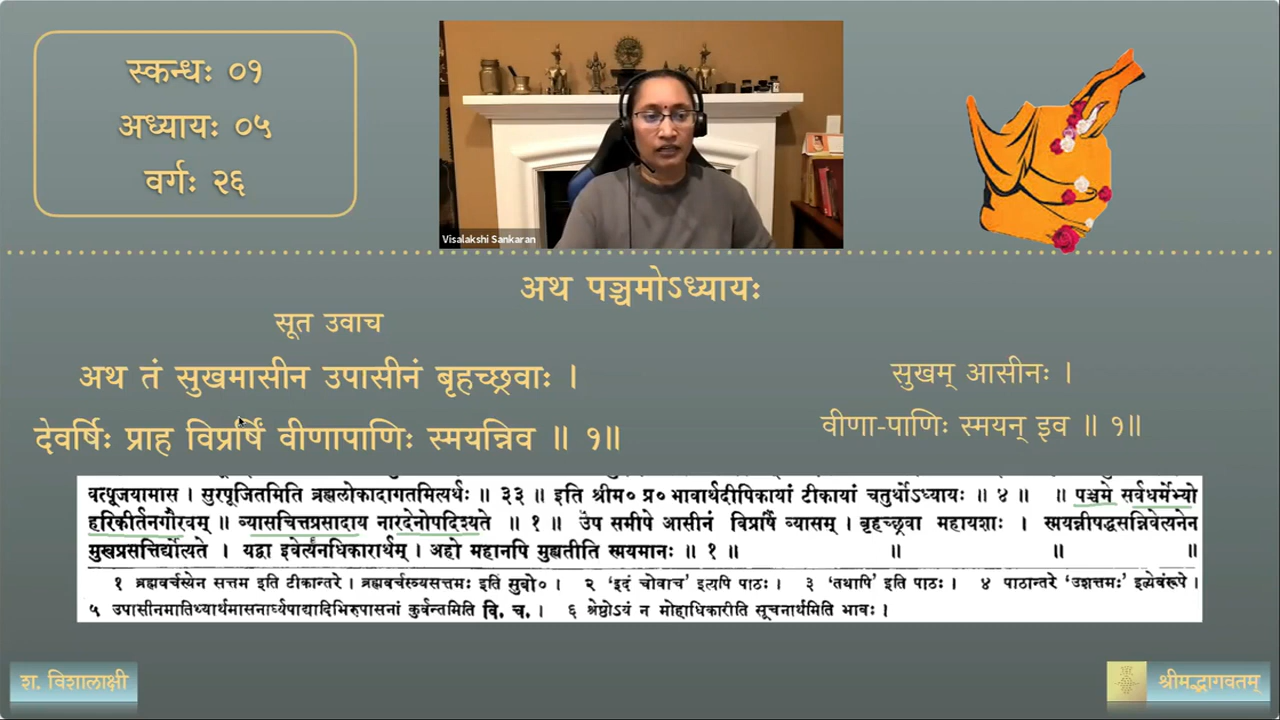 स्कन्धः ०१
अध्यायः ०५
वर्गः २६
Visalakshi Sankaran
अथ पञ्चमोऽध्यायः
सूत उवाच
अथ तं सुखमासीन उपासीनं बृहच्छ्रवाः ।
देवर्षिः प्राह विप्रर्षिं वीणापाणिः स्मयन्निव ॥ १॥
सुखम् आसीनः ।
वीणा-पाणिः स्मयन् इव ॥ १॥
वत्पूजयामास । सुरपूजितमिति ब्रह्मलोकादागतमित्यर्थः ॥ ३३ ॥ इति श्रीम० प्र० भावार्थदीपिकायां टीकायां चतुर्थोऽध्यायः ॥ ४ ॥ ॥ पञ्चमे सर्वधर्मेभ्यो
हरिकीर्तनगौरवम् ॥ व्यासचित्तप्रसादाय नारदेनोपदिश्यते ॥ १ ॥ उप समीपे आसीनं विप्रर्षिं व्यासम् । बृहच्छ्रवा महायशाः । स्मयन्नीषद्धसन्निवेत्यनेन
मुखप्रसत्तिर्द्योत्यते । यद्वा इवेत्यनधिकारार्थम् । अहो महानपि मुह्यतीति स्मयमानः ॥ १ ॥ ॥ ॥ ॥
१ ब्रह्मवर्चस्येन सत्तम इति टीकान्तरे । ब्रह्मवर्चस्व्यसत्तमः इति सुबो० । २ 'इदं चोवाच' इत्यपि पाठः । ३ 'तथापि' इति पाठः । ४ पाठान्तरे 'उशत्तमः' इत्येवंरूपे ।
५ उपासीनमातिथ्यार्थमासनार्घ्यपाद्यादिभिरुपासनां कुर्वन्तमिति वि. च. । ६ श्रेष्ठोऽयं न मोहाधिकारीति सूचनार्थमिति भावः ।
श. विशालाक्षी
श्रीमद्भागवतम्